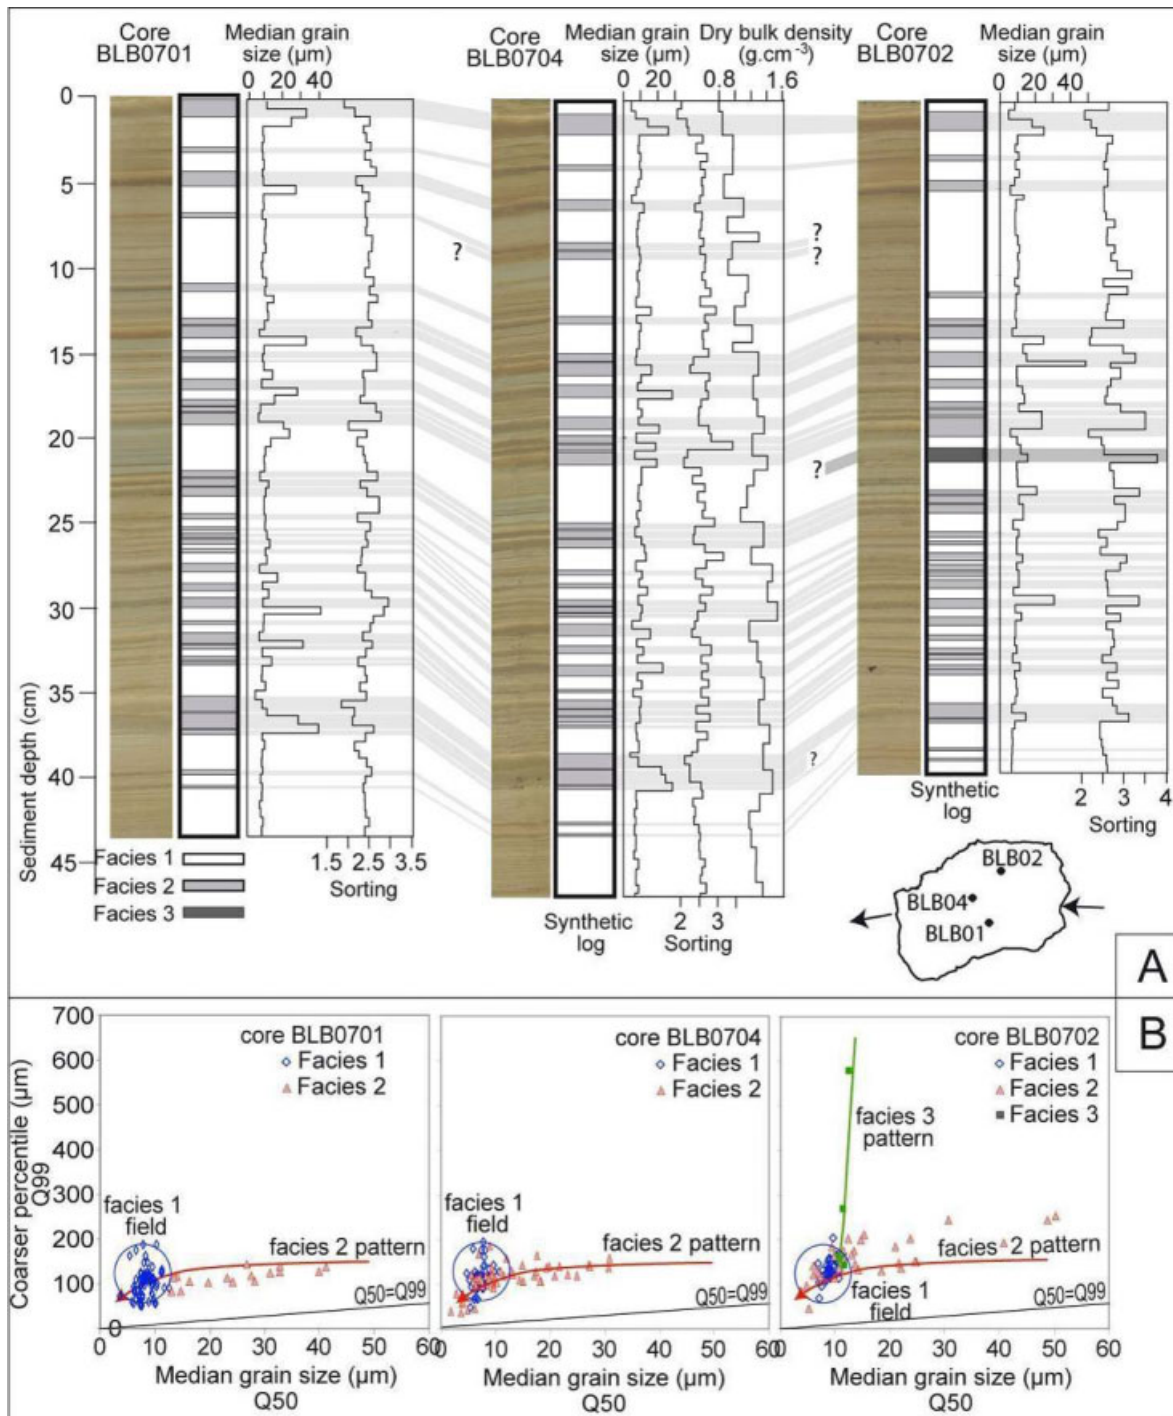 Core
BLB0701
Median grain
size (µm)
0 20 40
Core
BLB0704
Median grain
size (µm)
0 20
Dry bulk density
(g.cm⁻³)
0.8 1.6
Core
BLB0702
Median grain
size (µm)
0 20 40
0
5
10
15
20
25
30
35
40
45
Sediment depth (cm)
?
?
?
?
?
Facies 1
Facies 2
Facies 3
1.5 2.5 3.5
Sorting
Synthetic
log
2 3
Sorting
Synthetic
log
2 3 4
Sorting
BLB02
BLB04
BLB01
A
B
700
600
500
400
300
200
100
0
Coarser percentile (µm)
Q99
core BLB0701
Facies 1
Facies 2
facies 1
field
facies 2 pattern
Q50=Q99
0 10 20 30 40 50 60
Median grain size (µm)
Q50
core BLB0704
Facies 1
Facies 2
facies 1
field
facies 2 pattern
Q50=Q99
0 10 20 30 40 50 60
Median grain size (µm)
Q50
core BLB0702
Facies 1
Facies 2
Facies 3
facies 3
pattern
facies 2 pattern
facies 1
field
Q50=Q99
0 10 20 30 40 50 60
Median grain size (µm)
Q50